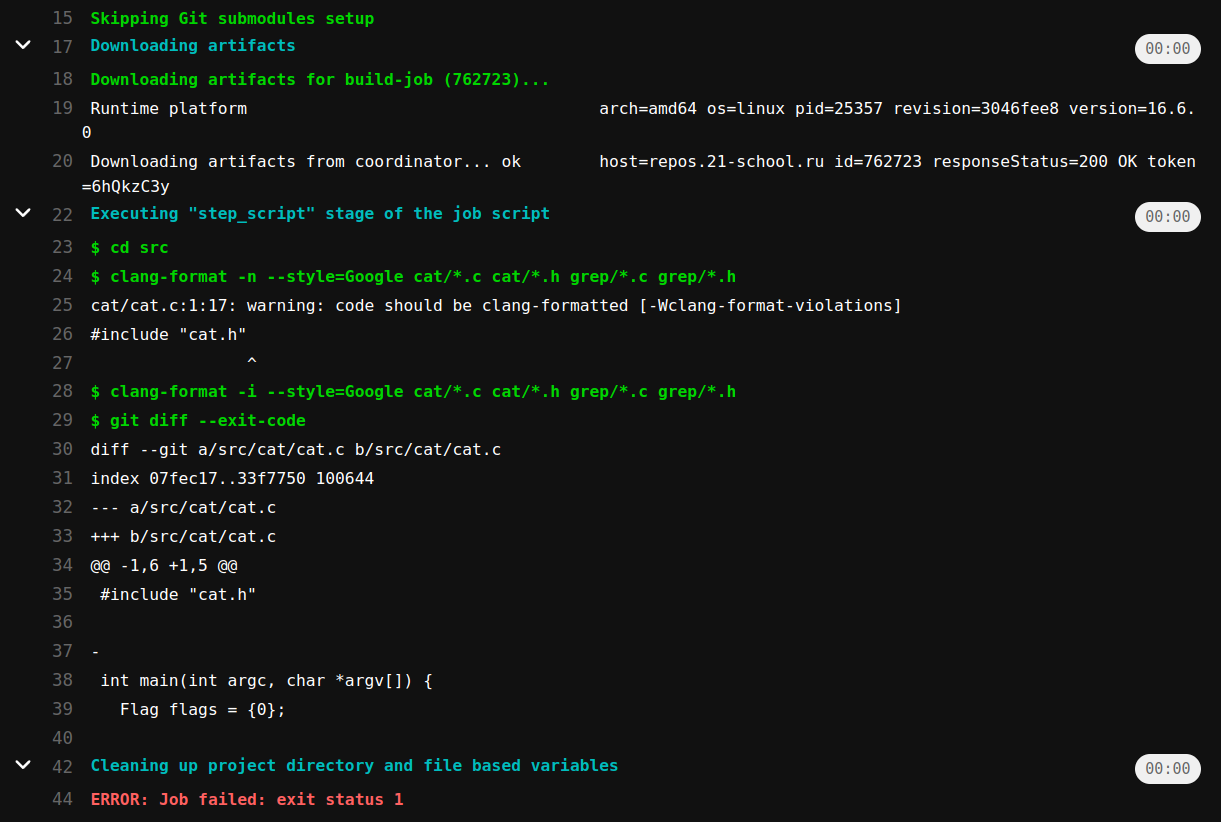 15 Skipping Git submodules setup
17 Downloading artifacts 00:00
18 Downloading artifacts for build-job (762723)...
19 Runtime platform                                    arch=amd64 os=linux pid=25357 revision=3046fee8 version=16.6.
0
20 Downloading artifacts from coordinator... ok        host=repos.21-school.ru id=762723 responseStatus=200 OK token
=6hQkzC3y
22 Executing "step_script" stage of the job script 00:00
23 $ cd src
24 $ clang-format -n --style=Google cat/*.c cat/*.h grep/*.c grep/*.h
25 cat/cat.c:1:17: warning: code should be clang-formatted [-Wclang-format-violations]
26 #include "cat.h"
27                 ^
28 $ clang-format -i --style=Google cat/*.c cat/*.h grep/*.c grep/*.h
29 $ git diff --exit-code
30 diff --git a/src/cat/cat.c b/src/cat/cat.c
31 index 07fec17..33f7750 100644
32 --- a/src/cat/cat.c
33 +++ b/src/cat/cat.c
34 @@ -1,6 +1,5 @@
35  #include "cat.h"
36
37 -
38  int main(int argc, char *argv[]) {
39    Flag flags = {0};
40
42 Cleaning up project directory and file based variables 00:00
44 ERROR: Job failed: exit status 1